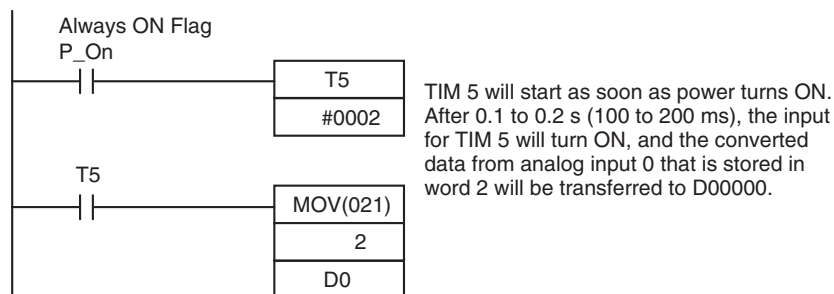 Always ON Flag
P_On
T5
#0002
TIM 5 will start as soon as power turns ON.
After 0.1 to 0.2 s (100 to 200 ms), the input
for TIM 5 will turn ON, and the converted
data from analog input 0 that is stored in
word 2 will be transferred to D00000.
T5
MOV(021)
2
D0